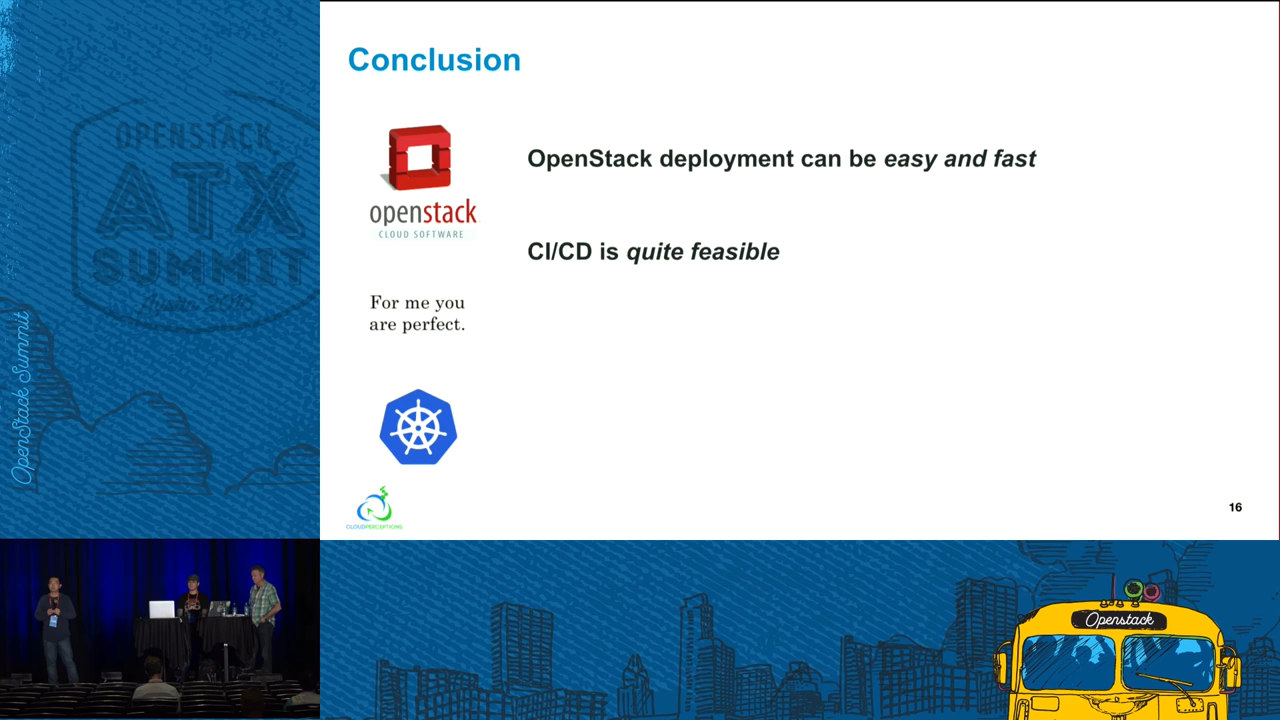 OPENSTACK
ATX
SUMMIT
Austin 2016
OpenStack Summit
Conclusion
openstack
CLOUD SOFTWARE
OpenStack deployment can be easy and fast
CI/CD is quite feasible
For me you
are perfect.
CLOUDPERCEPTIONS
16
Openstack